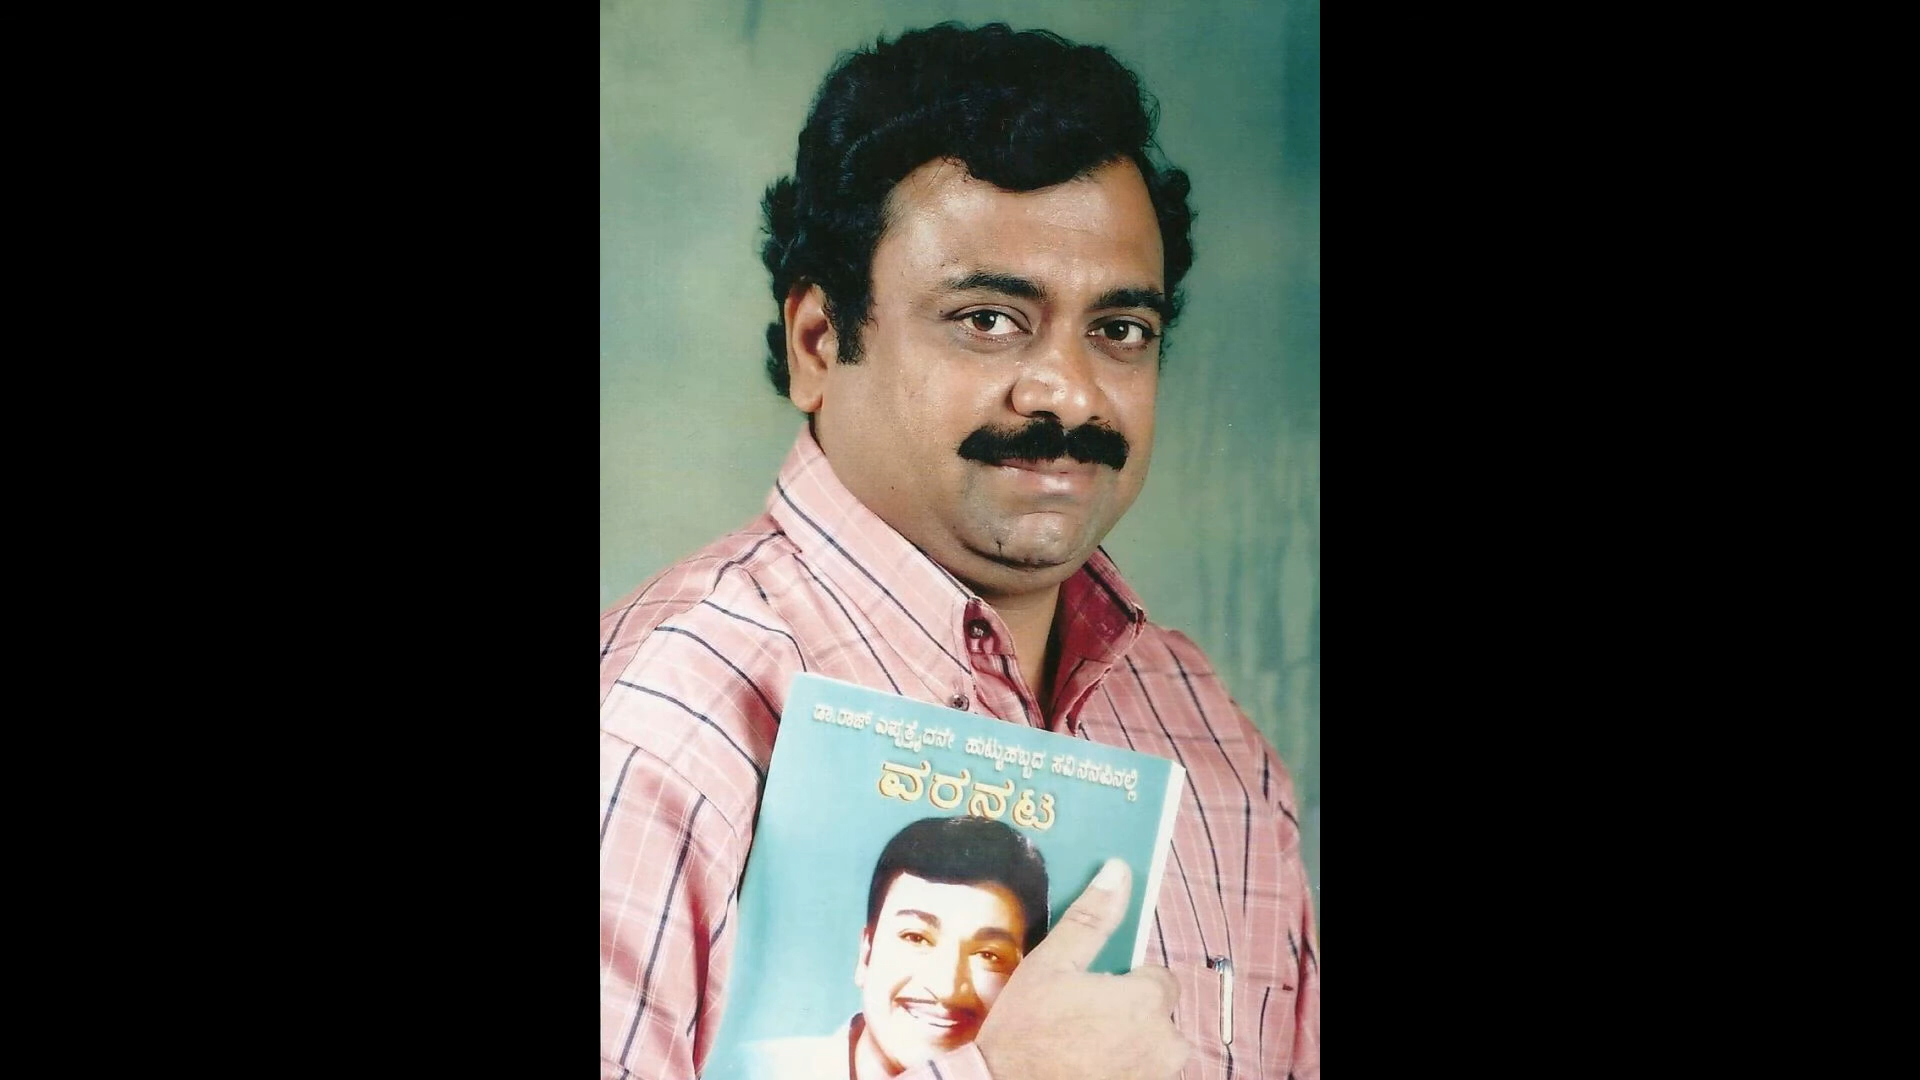 ಡಾ.ರಾಜ್ ಎಪ್ಪತ್ತೈದನೇ ಹುಟ್ಟುಹಬ್ಬದ ಸವಿನೆನಪಿನಲ್ಲಿ
ವರನಟ